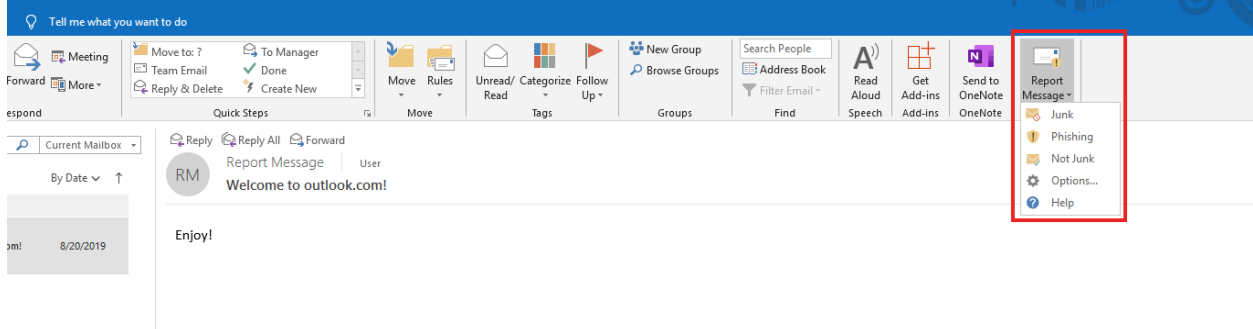 Tell me what you want to do
Forward
Meeting
More
espond
Move to: ?
Team Email
Reply & Delete
To Manager
Done
Create New
Quick Steps
Move
Rules
Move
Unread/
Read
Categorize
Follow
Up
Tags
New Group
Browse Groups
Groups
Search People
Address Book
Filter Email
Find
A
Read
Aloud
Speech
Get
Add-ins
Add-ins
N
Send to
OneNote
OneNote
Report
Message
Junk
Phishing
Not Junk
Options...
Help
Current Mailbox
By Date
om!
8/20/2019
Reply Reply All Forward
RM
Report Message User
Welcome to outlook.com!
Enjoy!